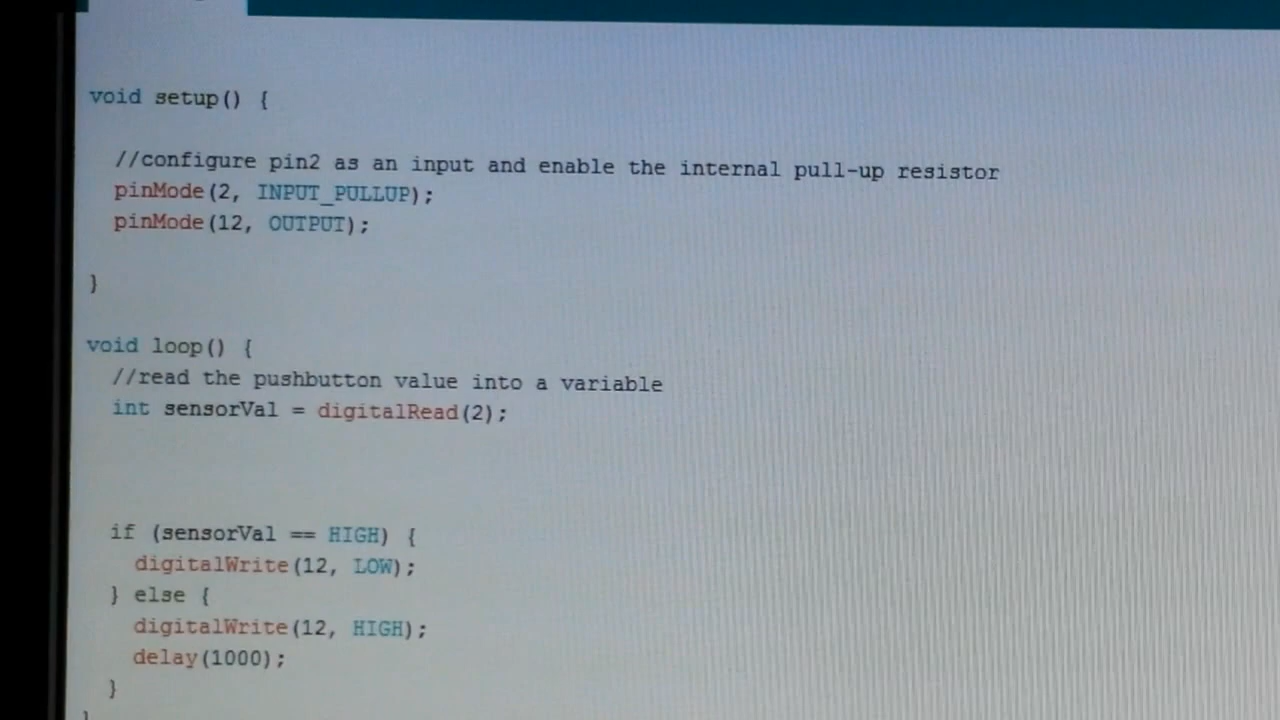 void setup() {
//configure pin2 as an input and enable the internal pull-up resistor
pinMode(2, INPUT_PULLUP);
pinMode(12, OUTPUT);
}
void loop() {
//read the pushbutton value into a variable
int sensorVal = digitalRead(2);
if (sensorVal == HIGH) {
digitalWrite(12, LOW);
} else {
digitalWrite(12, HIGH);
delay(1000);
}
}